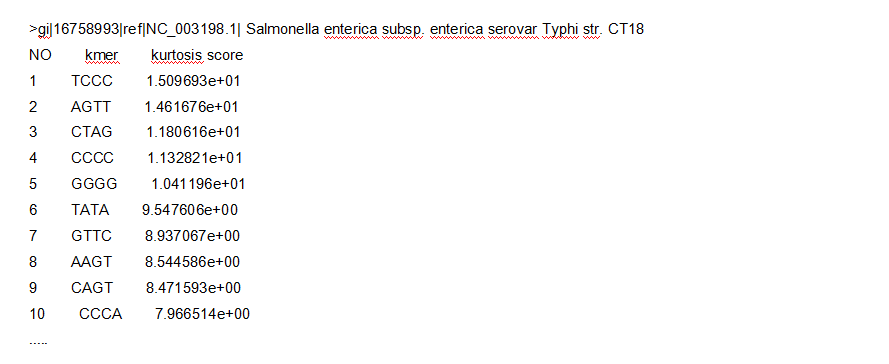 >gi|16758993|ref|NC_003198.1| Salmonella enterica subsp. enterica serovar Typhi str. CT18
NO kmer kurtosis score
1 TCCC 1.509693e+01
2 AGTT 1.461676e+01
3 CTAG 1.180616e+01
4 CCCC 1.132821e+01
5 GGGG 1.041196e+01
6 TATA 9.547606e+00
7 GTTC 8.937067e+00
8 AAGT 8.544586e+00
9 CAGT 8.471593e+00
10 CCCA 7.966514e+00
.....